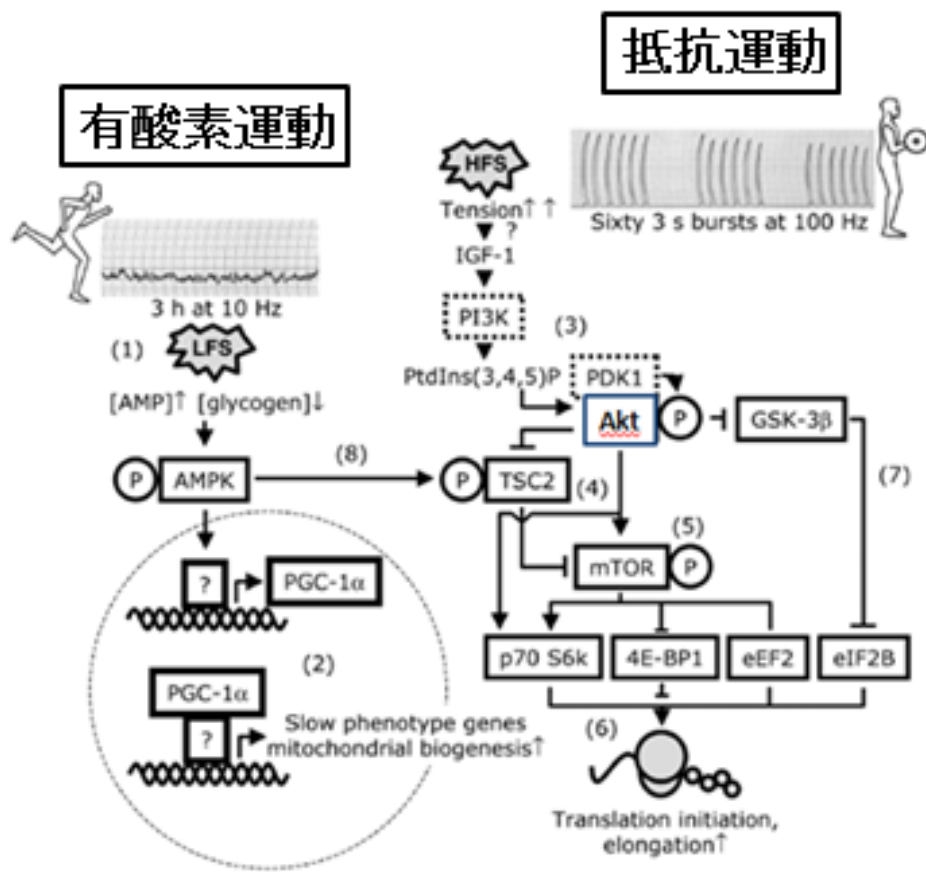 抵抗運動
有酸素運動
HFS
Tension↑ ↑
?
IGF-1
Sixty 3 s bursts at 100 Hz
3 h at 10 Hz
PI3K
(3)
(1)
LFS
PtdIns(3,4,5)P
PDK1
[AMP]↑ [glycogen]↓
Akt
P
GSK-3β
(8)
(7)
P
AMPK
P
TSC2
(4)
(5)
mTOR
P
?
PGC-1α
p70 S6k
4E-BP1
eEF2
eIF2B
(2)
PGC-1α
?
Slow phenotype genes
mitochondrial biogenesis↑
(6)
Translation initiation,
elongation↑